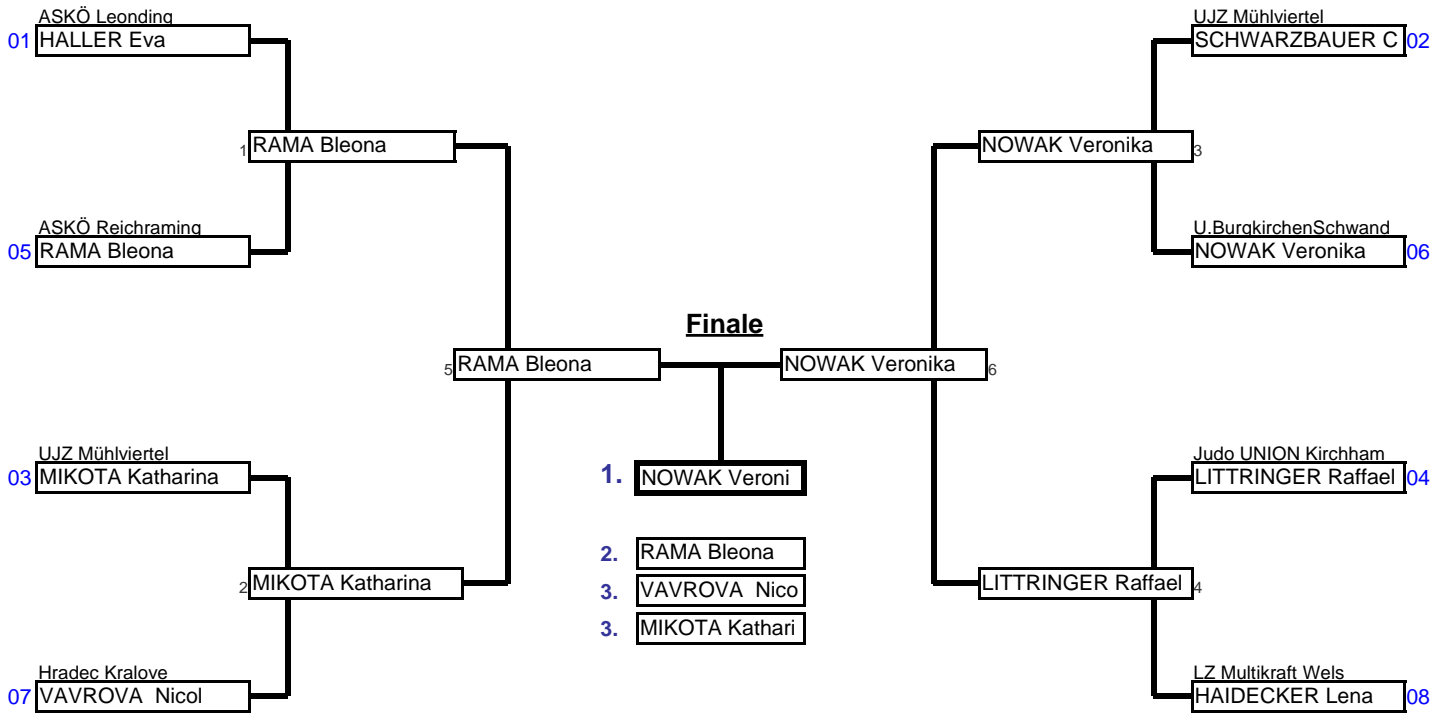 ASKÖ Leonding
01 HALLER Eva
UJZ Mühlviertel
SCHWARZBAUER C 02
1 RAMA Bleona
NOWAK Veronika 3
ASKÖ Reichraming
05 RAMA Bleona
U.BurgkirchenSchwand
NOWAK Veronika 06
Finale
5 RAMA Bleona
NOWAK Veronika 6
UJZ Mühlviertel
03 MIKOTA Katharina
1. NOWAK Veroni
Judo UNION Kirchham
LITTRINGER Raffael 04
2. RAMA Bleona
3. VAVROVA Nico
3. MIKOTA Kathari
2 MIKOTA Katharina
LITTRINGER Raffael 4
Hradec Kralove
07 VAVROVA Nicol
LZ Multikraft Wels
HAIDECKER Lena 08